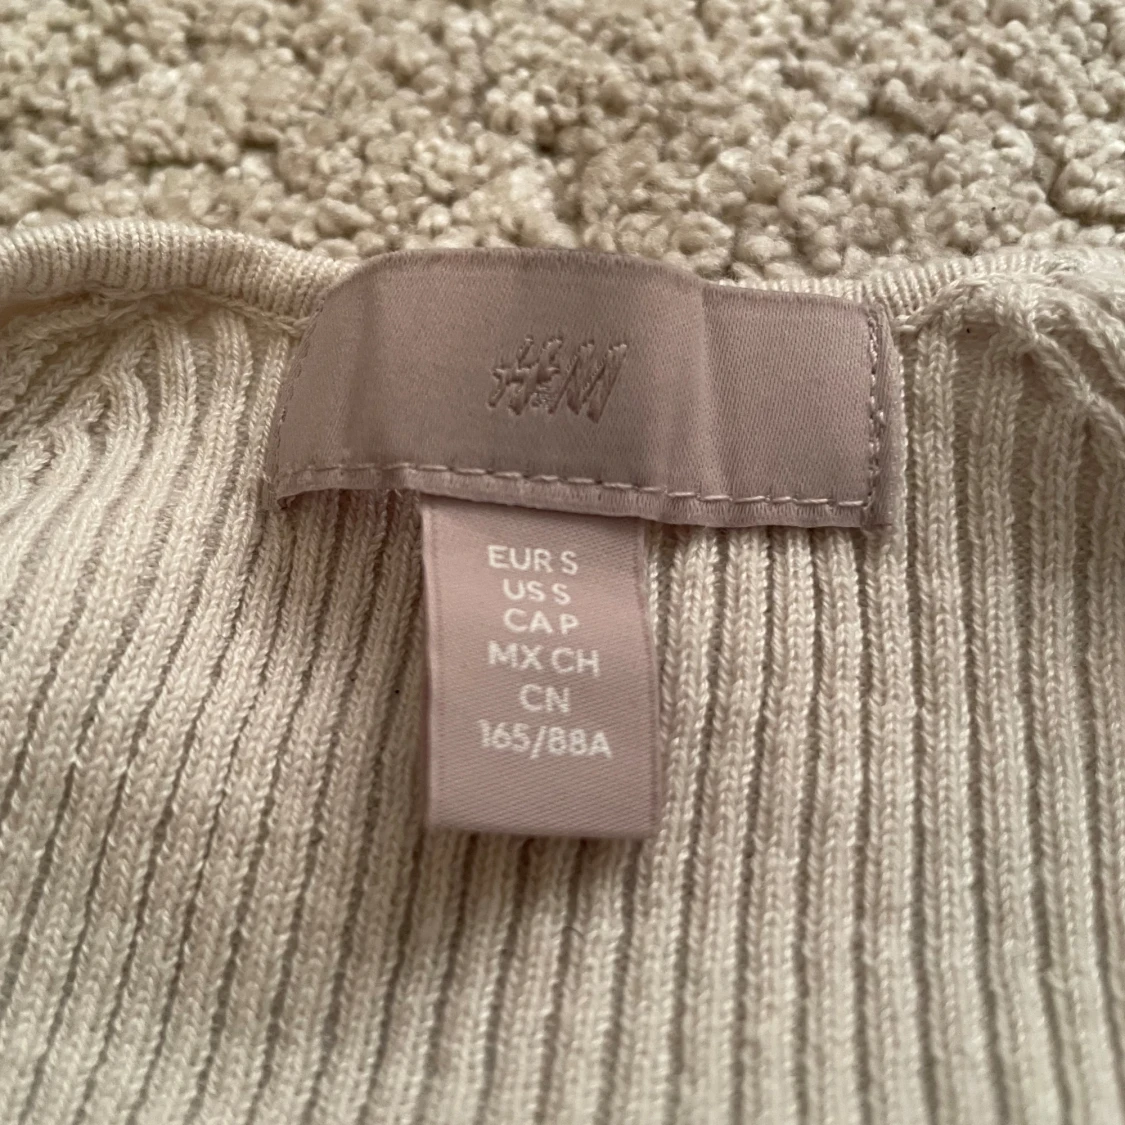 H&M
EUR S
US S
CA P
MX CH
CN
165/88A